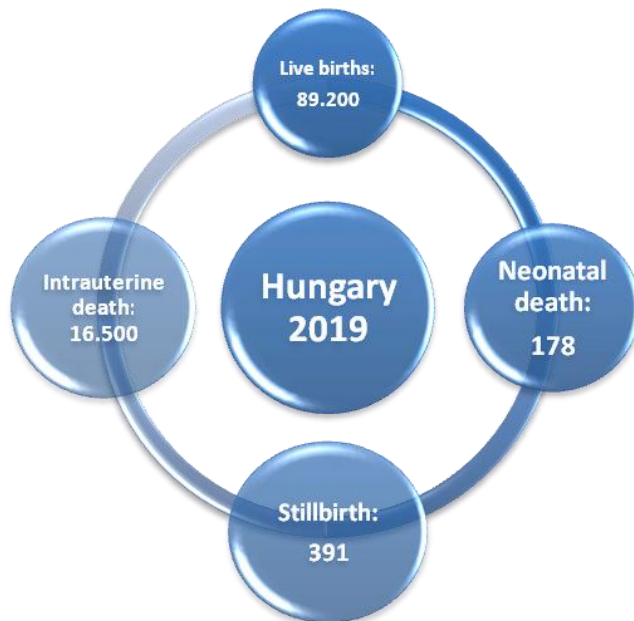 Live births:
89.200
Neonatal
death:
178
Stillbirth:
391
Intrauterine
death:
16.500
Hungary
2019